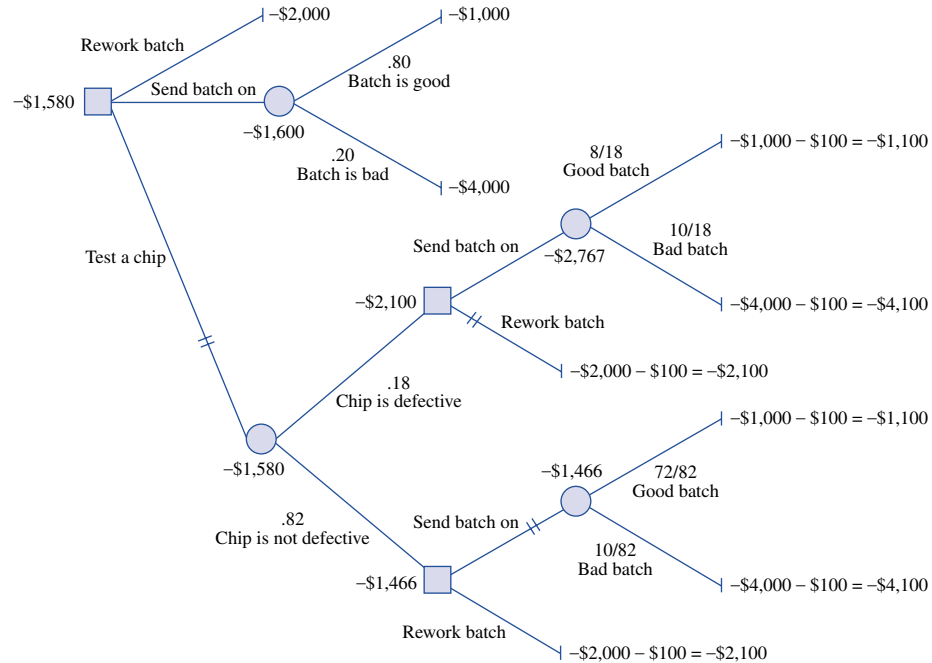 −$2,000
−$1,000
Rework batch
.80
Batch is good
Send batch on
−$1,580
−$1,600
.20
Batch is bad
−$4,000
−$1,000 – $100 = −$1,100
8/18
Good batch
10/18
Bad batch
Send batch on
−$2,767
Test a chip
−$2,100
−$4,000 – $100 = −$4,100
Rework batch
−$2,000 – $100 = −$2,100
.18
Chip is defective
−$1,000 – $100 = −$1,100
−$1,580
−$1,466
72/82
Good batch
.82
Chip is not defective
Send batch on
10/82
Bad batch
−$1,466
−$4,000 – $100 = −$4,100
Rework batch
−$2,000 – $100 = −$2,100